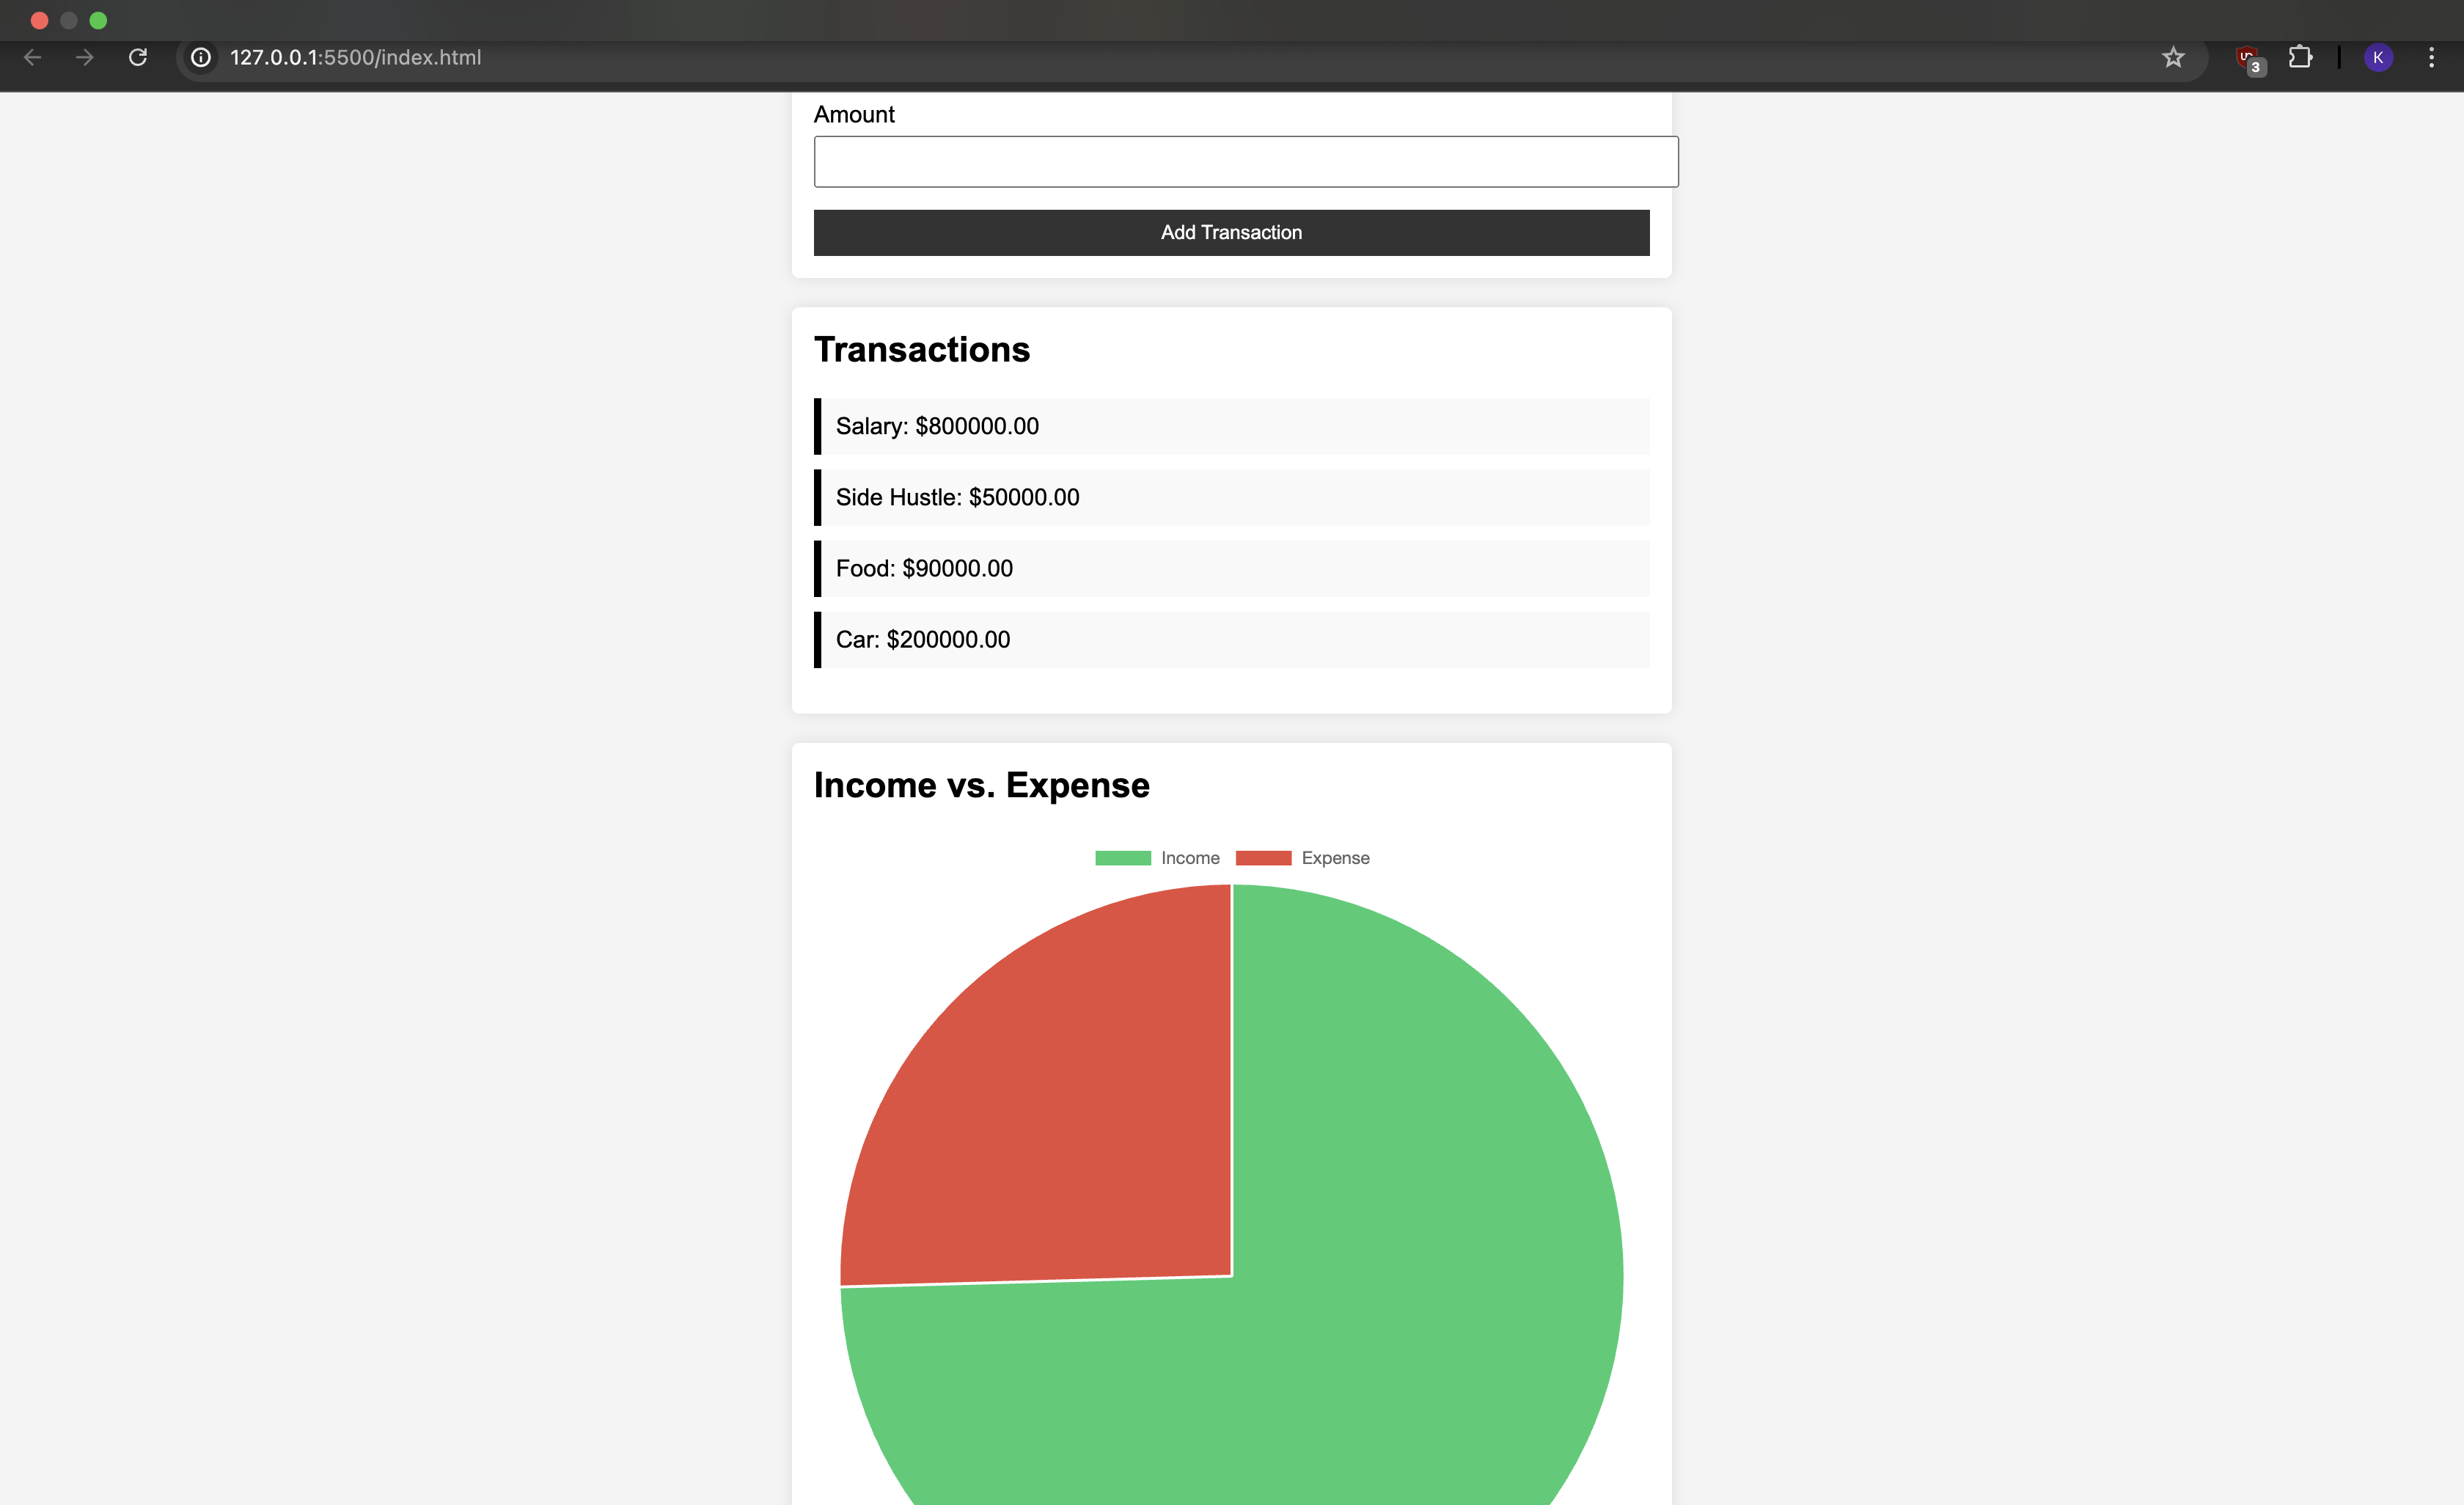 127.0.0.1:5500/index.html
3
K
Amount
Add Transaction
Transactions
Salary: $800000.00
Side Hustle: $50000.00
Food: $90000.00
Car: $200000.00
Income vs. Expense
Income Expense